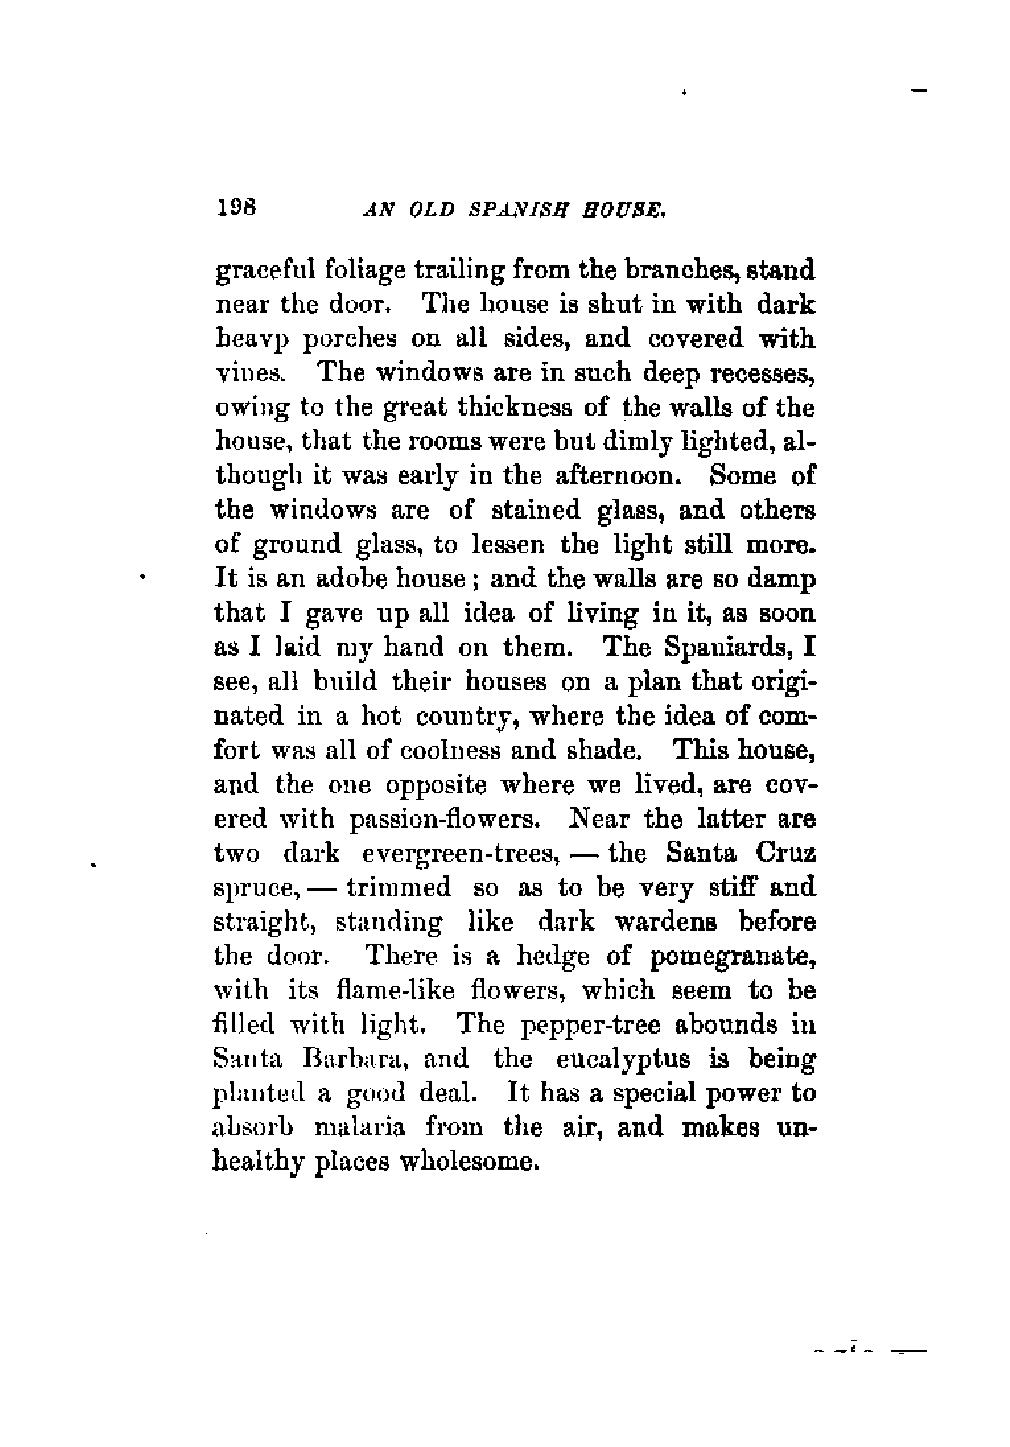 198 AN OLD SPANISH HOUSE.
graceful foliage trailing from the branches, stand
near the door. The house is shut in with dark
heavy porches on all sides, and covered with
vines. The windows are in such deep recesses,
owing to the great thickness of the walls of the
house, that the rooms were but dimly lighted, al-
though it was early in the afternoon. Some of
the windows are of stained glass, and others
of ground glass, to lessen the light still more.
It is an adobe house; and the walls are so damp
that I gave up all idea of living in it, as soon
as I laid my hand on them. The Spaniards, I
see, all build their houses on a plan that origi-
nated in a hot country, where the idea of com-
fort was all of coolness and shade. This house,
and the one opposite where we lived, are cov-
ered with passion-flowers. Near the latter are
two dark evergreen-trees, — the Santa Cruz
spruce, — trimmed so as to be very stiff and
straight, standing like dark wardens before
the door. There is a hedge of pomegranate,
with its flame-like flowers, which seem to be
filled with light. The pepper-tree abounds in
Santa Barbara, and the eucalyptus is being
planted a good deal. It has a special power to
absorb malaria from the air, and makes un-
healthy places wholesome.